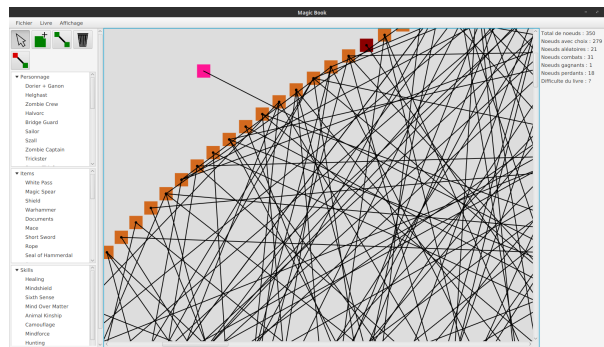 Magic Book
Fichier Livre Affichage
Personnage
Dorier + Ganon
Helghast
Zombie Crew
Halvorc
Bridge Guard
Sailor
Szall
Zombie Captain
Trickster
Items
White Pass
Magic Spear
Shield
Warhammer
Documents
Mace
Short Sword
Rope
Seal of Hammerdal
Skills
Healing
Mindshield
Sixth Sense
Mind Over Matter
Animal Kinship
Camouflage
Mindforce
Hunting
Total de noeuds : 350
Noeuds avec choix : 279
Noeuds aléatoires : 21
Noeuds combats : 31
Noeuds gagnants : 1
Noeuds perdants : 18
Difficulte du livre : ?